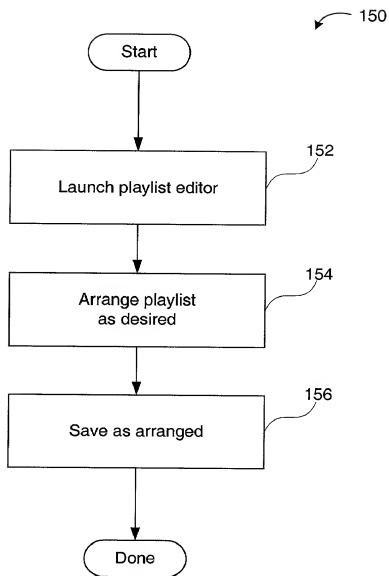 150
Start
152
Launch playlist editor
154
Arrange playlist
as desired
156
Save as arranged
Done